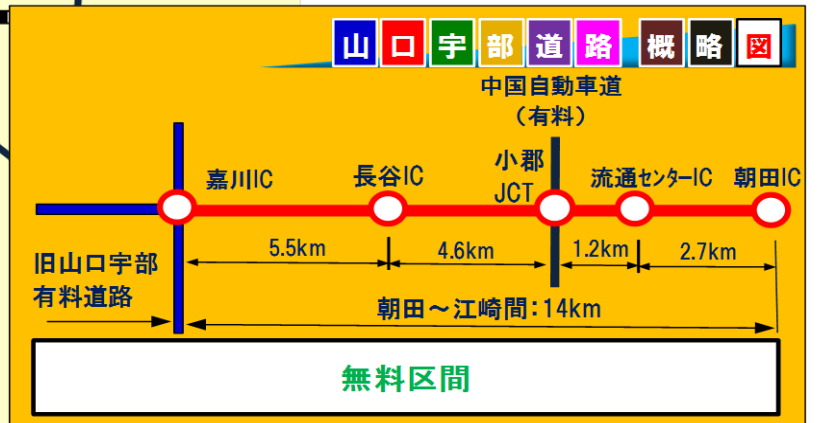 山口宇部道路 概略図
中国自動車道
（有料）
嘉川IC
長谷IC
小郡
JCT
流通センターIC
朝田IC
5.5km
4.6km
1.2km
2.7km
旧山口宇部
有料道路
朝田～江崎間：14km
無料区間